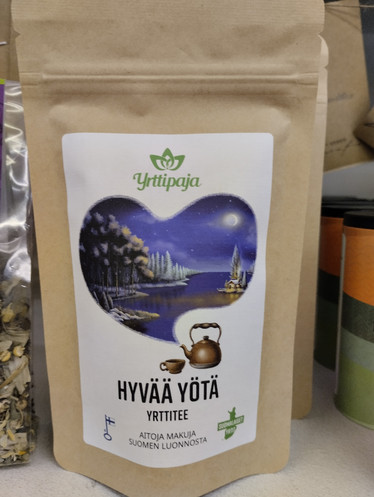 Yrttipaja
HYVÄÄ YÖTÄ
YRTTITEE
AITOJA MAKUJA
SUOMEN LUONNOSTA